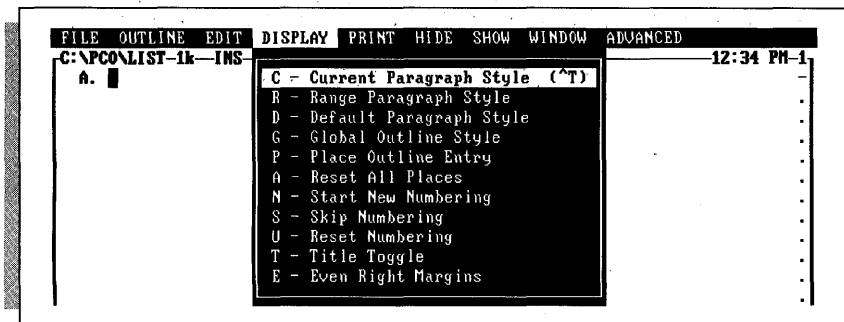 FILE OUTLINE EDIT DISPLAY PRINT HIDE SHOW WINDOW ADVANCED
C:\PCO\LIST-1k—INS 12:34 PM-1
A.
C - Current Paragraph Style (^T)
R - Range Paragraph Style
D - Default Paragraph Style
G - Global Outline Style
P - Place Outline Entry
A - Reset All Places
N - Start New Numbering
S - Skip Numbering
U - Reset Numbering
T - Title Toggle
E - Even Right Margins